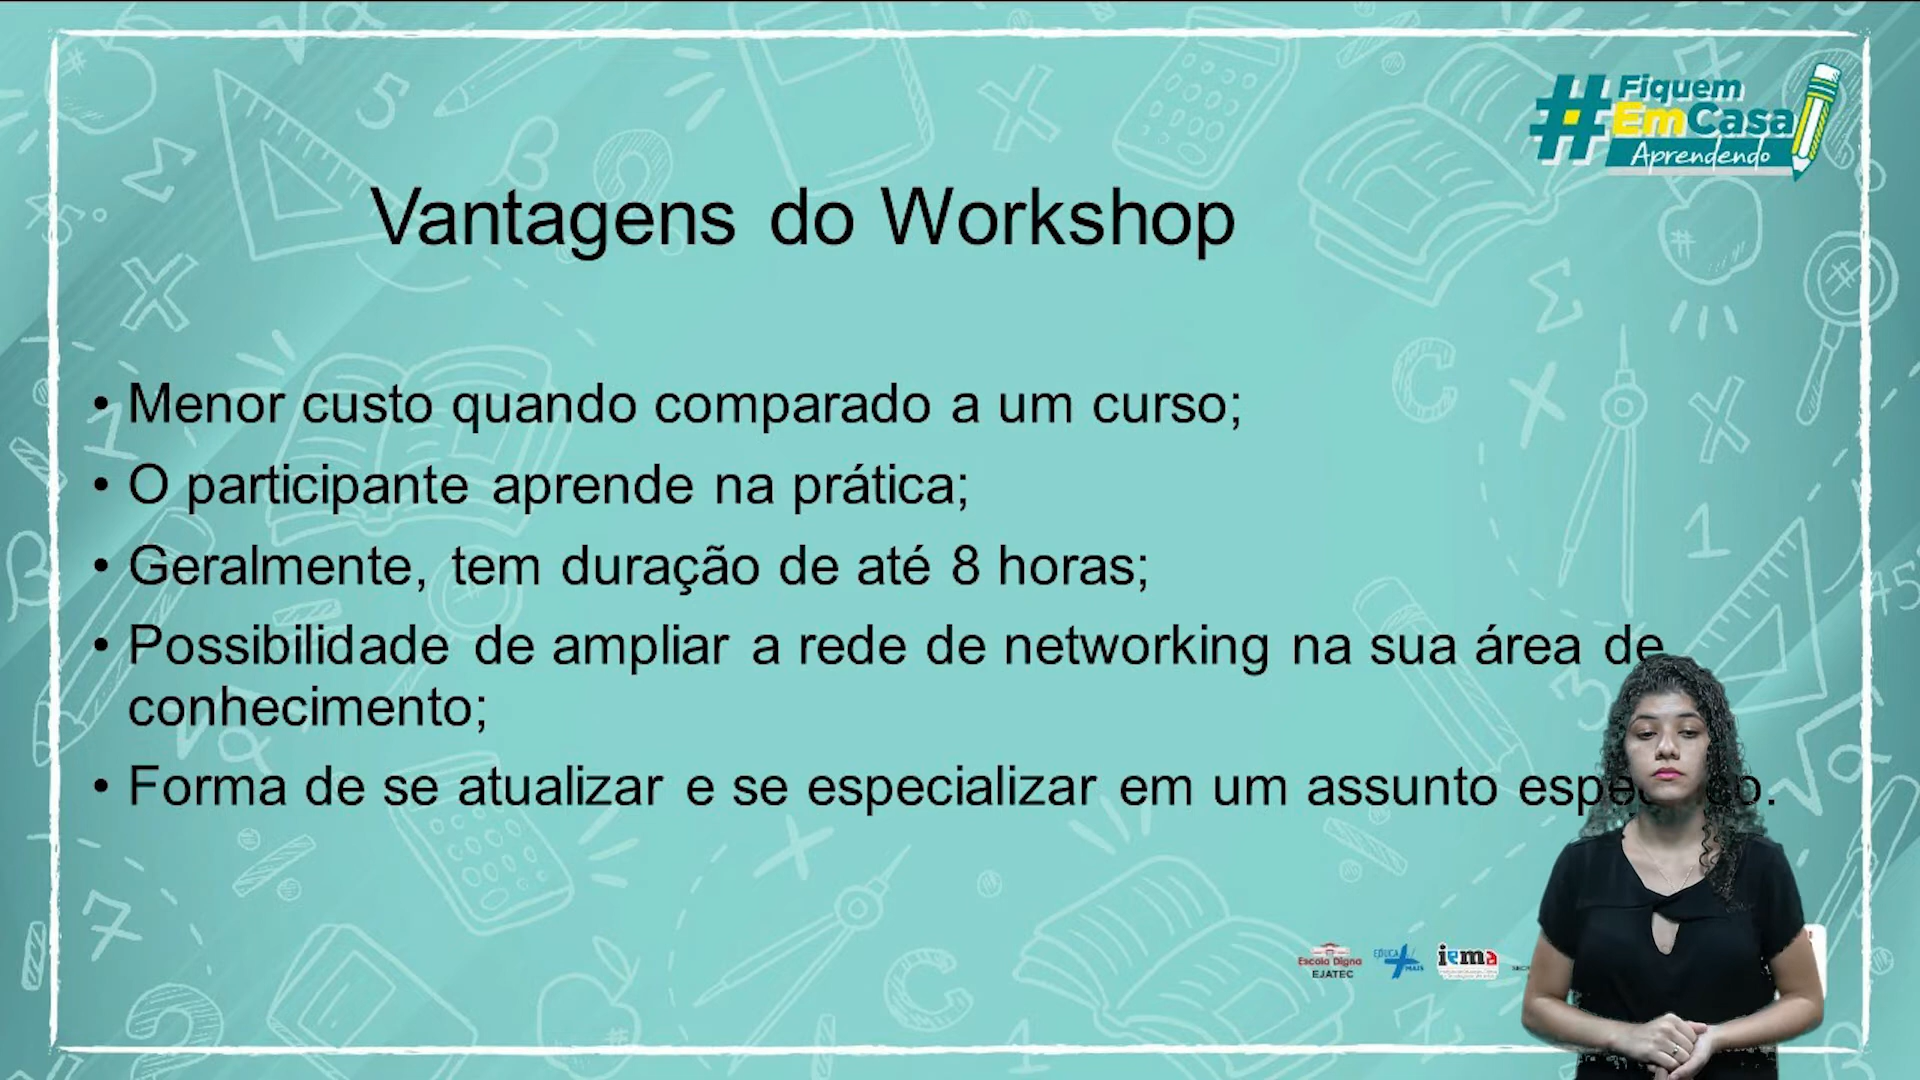 #Fiquem
EmCasa
Aprendendo
Vantagens do Workshop
• Menor custo quando comparado a um curso;
• O participante aprende na prática;
• Geralmente, tem duração de até 8 horas;
• Possibilidade de ampliar a rede de networking na sua área de
conhecimento;
• Forma de se atualizar e se especializar em um assunto
Escola Digna
EJATEC
EDUCA
MAIS
iema